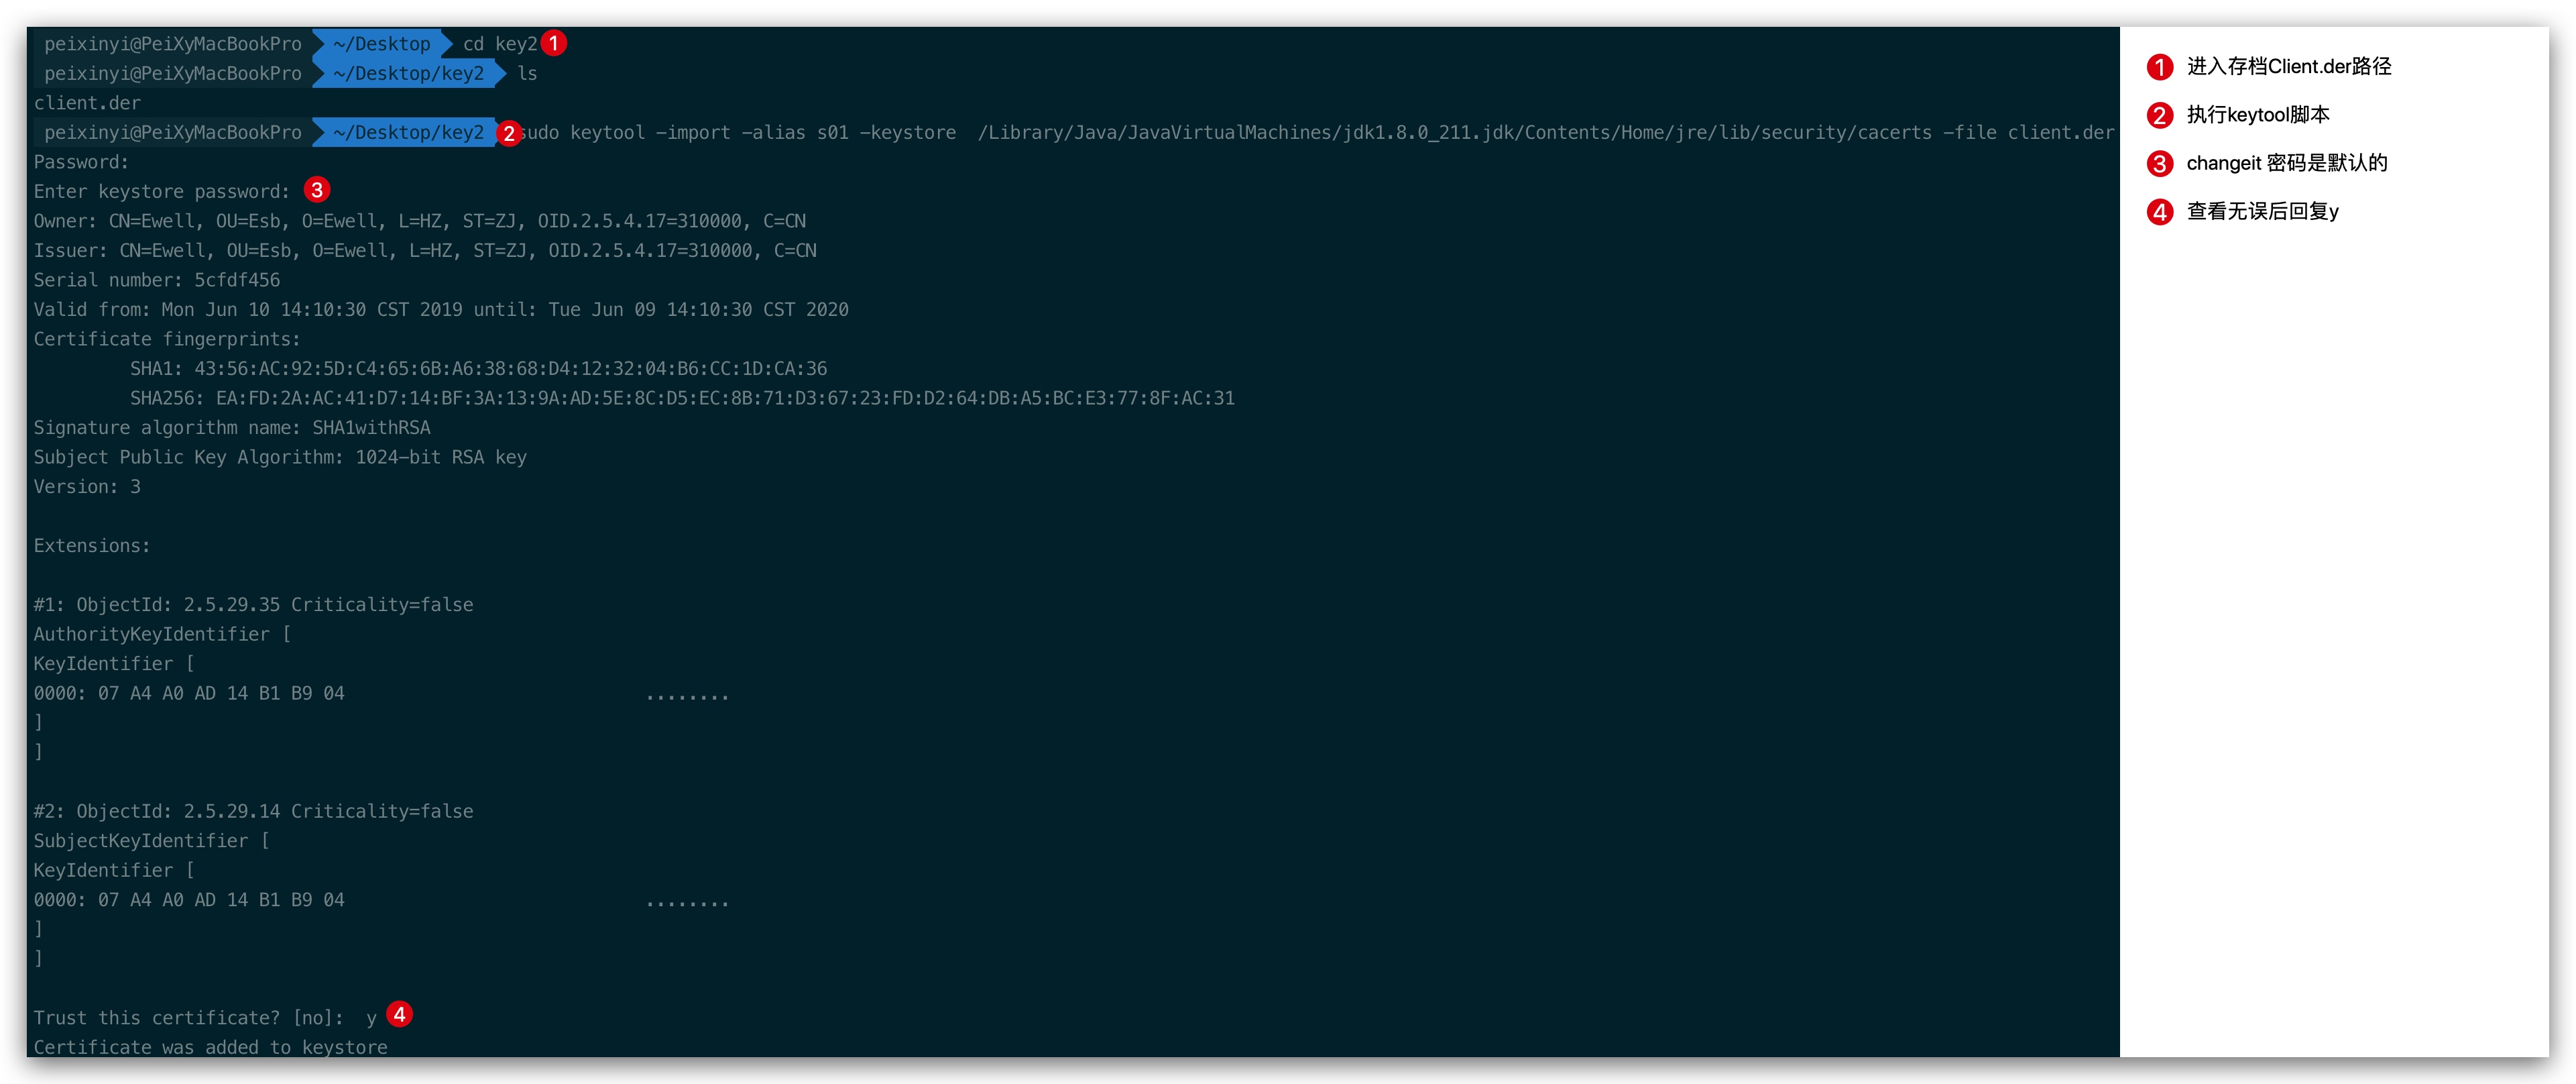 peixinyi@PeiXyMacBookPro ~/Desktop cd key2 1
peixinyi@PeiXyMacBookPro ~/Desktop/key2 ls
client.der
peixinyi@PeiXyMacBookPro ~/Desktop/key2 2 sudo keytool -import -alias s01 -keystore  /Library/Java/JavaVirtualMachines/jdk1.8.0_211.jdk/Contents/Home/jre/lib/security/cacerts -file client.der
Password:
Enter keystore password: 3
Owner: CN=Ewell, OU=Esb, O=Ewell, L=HZ, ST=ZJ, OID.2.5.4.17=310000, C=CN
Issuer: CN=Ewell, OU=Esb, O=Ewell, L=HZ, ST=ZJ, OID.2.5.4.17=310000, C=CN
Serial number: 5cfdf456
Valid from: Mon Jun 10 14:10:30 CST 2019 until: Tue Jun 09 14:10:30 CST 2020
Certificate fingerprints:
SHA1: 43:56:AC:92:5D:C4:65:6B:A6:38:68:D4:12:32:04:B6:CC:1D:CA:36
SHA256: EA:FD:2A:AC:41:D7:14:BF:3A:13:9A:AD:5E:8C:D5:EC:8B:71:D3:67:23:FD:D2:64:DB:A5:BC:E3:77:8F:AC:31
Signature algorithm name: SHA1withRSA
Subject Public Key Algorithm: 1024-bit RSA key
Version: 3
Extensions:
#1: ObjectId: 2.5.29.35 Criticality=false
AuthorityKeyIdentifier [
KeyIdentifier [
0000: 07 A4 A0 AD 14 B1 B9 04 ........
]
]
#2: ObjectId: 2.5.29.14 Criticality=false
SubjectKeyIdentifier [
KeyIdentifier [
0000: 07 A4 A0 AD 14 B1 B9 04 ........
]
]
Trust this certificate? [no]:  y 4
Certificate was added to keystore
1 进入存档Client.der路径
2 执行keytool脚本
3 changeit 密码是默认的
4 查看无误后回复y